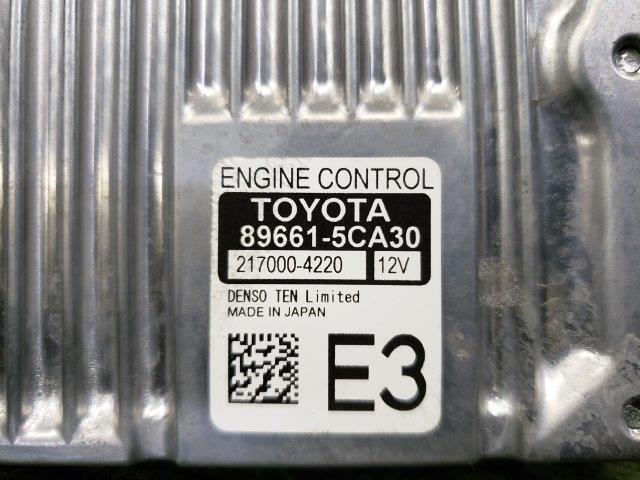 ENGINE CONTROL
TOYOTA
89661-5CA30
217000-4220 12V
DENSO TEN Limited
MADE IN JAPAN
E3